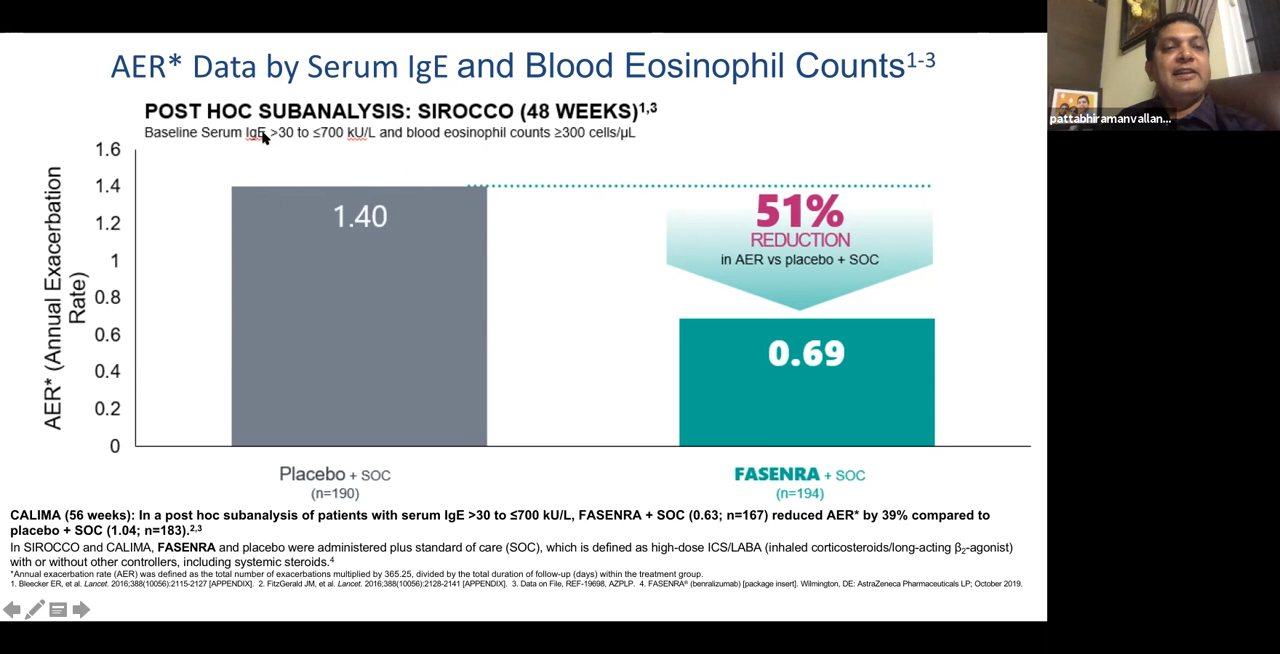 AER* Data by Serum IgE and Blood Eosinophil Counts1-3
POST HOC SUBANALYSIS: SIROCCO (48 WEEKS)1,3
Baseline Serum IgE >30 to ≤700 kU/L and blood eosinophil counts ≥300 cells/µL
AER* (Annual Exacerbation
Rate)
1.6
1.4
1.2
1
0.8
0.6
0.4
0.2
0
1.40
51%
REDUCTION
in AER vs placebo + SOC
0.69
Placebo + SOC
(n=190)
FASENRA + SOC
(n=194)
CALIMA (56 weeks): In a post hoc subanalysis of patients with serum IgE >30 to ≤700 kU/L, FASENRA + SOC (0.63; n=167) reduced AER* by 39% compared to
placebo + SOC (1.04; n=183).2,3
In SIROCCO and CALIMA, FASENRA and placebo were administered plus standard of care (SOC), which is defined as high-dose ICS/LABA (inhaled corticosteroids/long-acting β2-agonist)
with or without other controllers, including systemic steroids.4
*Annual exacerbation rate (AER) was defined as the total number of exacerbations multiplied by 365.25, divided by the total duration of follow-up (days) within the treatment group.
1. Bleecker ER, et al. Lancet. 2016;388(10056):2115-2127 [APPENDIX]. 2. FitzGerald JM, et al. Lancet. 2016;388(10056):2128-2141 [APPENDIX]. 3. Data on File, REF-19698, AZPLP. 4. FASENRA® (benralizumab) [package insert]. Wilmington, DE: AstraZeneca Pharmaceuticals LP; October 2019.
pattabhiramanvallan...